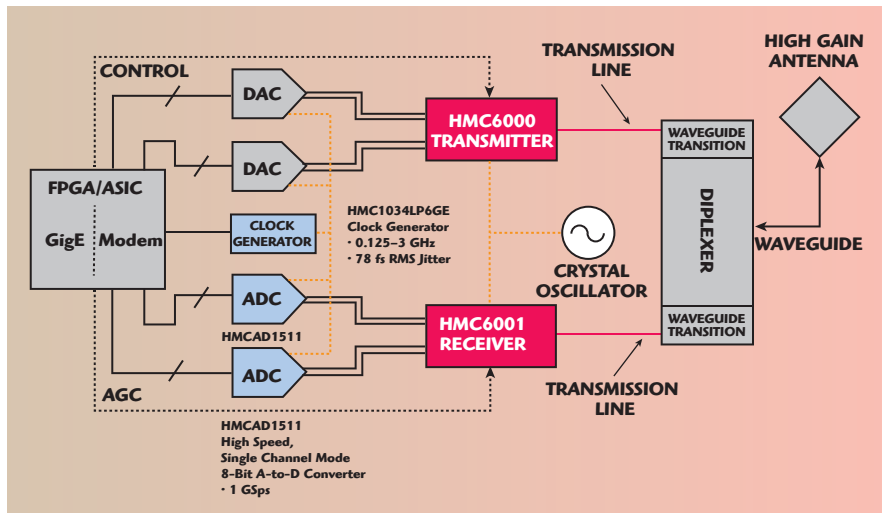 CONTROL
DAC
DAC
FPGA/ASIC
GigE
Modem
CLOCK
GENERATOR
HMC1034LP6GE
Clock Generator
· 0.125–3 GHz
· 78 fs RMS Jitter
ADC
HMCAD1511
ADC
AGC
HMCAD1511
High Speed,
Single Channel Mode
8-Bit A-to-D Converter
· 1 GSps
HMC6000
TRANSMITTER
HMC6001
RECEIVER
CRYSTAL
OSCILLATOR
TRANSMISSION
LINE
TRANSMISSION
LINE
WAVEGUIDE
TRANSITION
DIPLEXER
WAVEGUIDE
TRANSITION
HIGH GAIN
ANTENNA
WAVEGUIDE